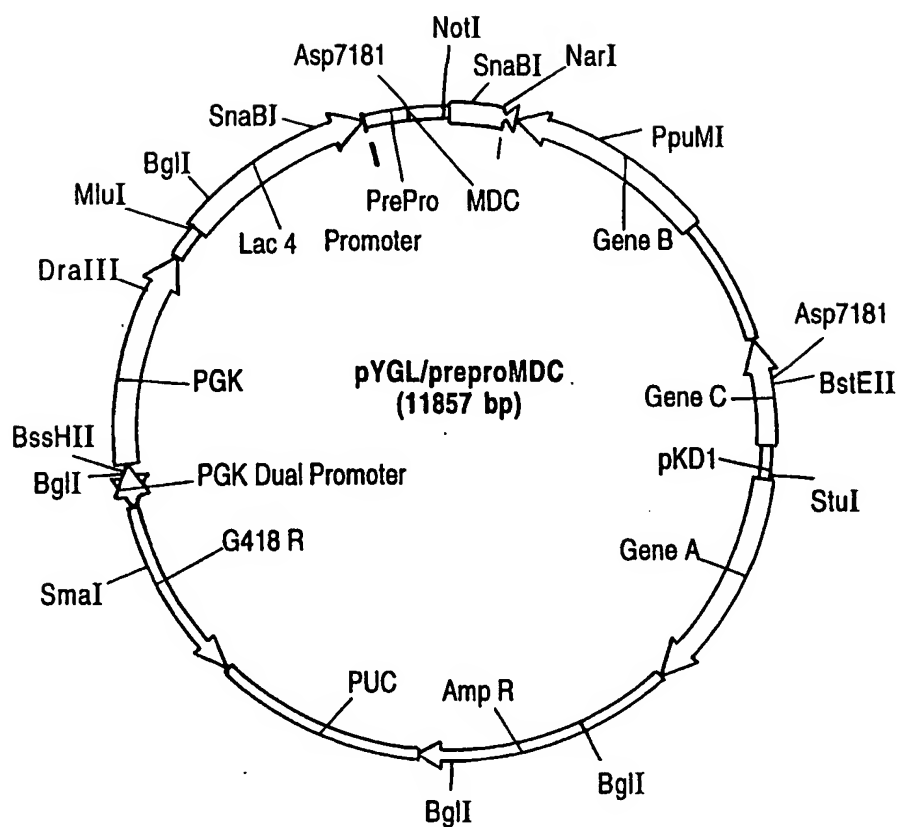 NotI
Asp7181
SnaBI
NarI
SnaBI
PpuMI
BglI
MluI
PrePro
MDC
Lac 4
Promoter
Gene B
DraIII
Asp7181
pYGL/preproMDC
(11857 bp)
PGK
BstEII
Gene C
BssHII
pKD1
BglI
PGK Dual Promoter
StuI
G418 R
Gene A
SmaI
PUC
Amp R
BglI
BglI